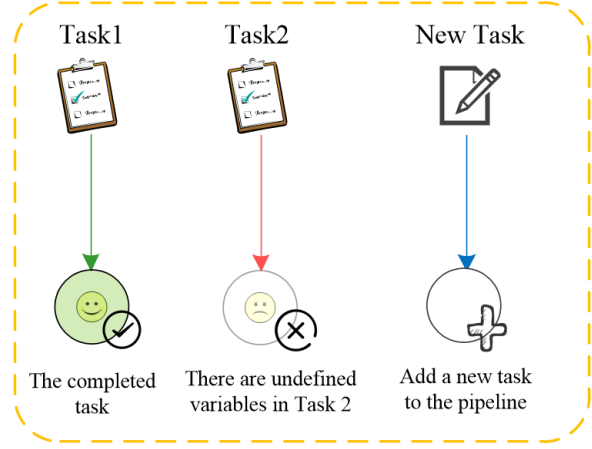 Task1
Task2
New Task
The completed
task
There are undefined
variables in Task 2
Add a new task
to the pipeline